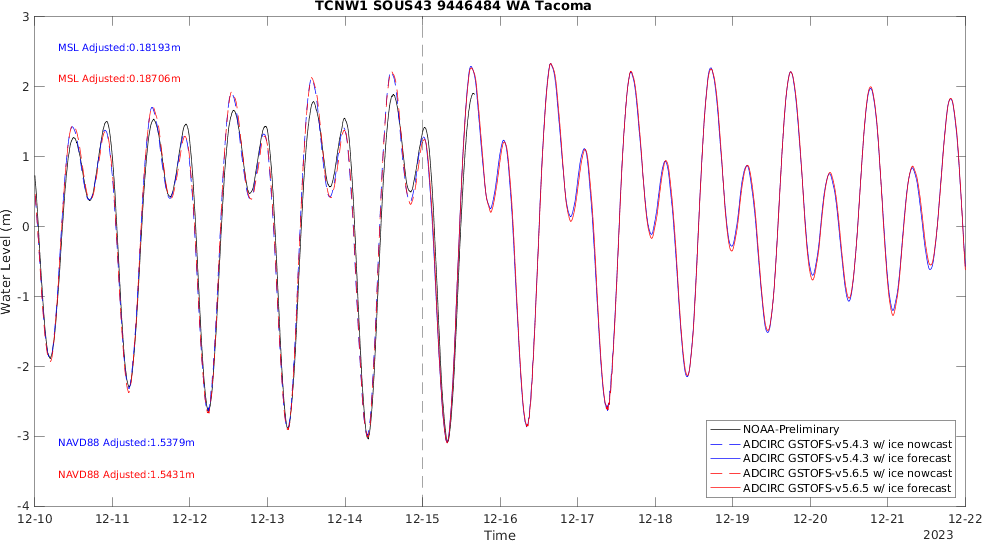 TCNW1 SOUS43 9446484 WA Tacoma
3
MSL Adjusted:0.18193m
MSL Adjusted:0.18706m
2
1
0
-1
-2
-3
-4
Water Level (m)
NAVD88 Adjusted:1.5379m
NAVD88 Adjusted:1.5431m
NOAA-Preliminary
ADCIRC GSTOFS-v5.4.3 w/ ice nowcast
ADCIRC GSTOFS-v5.4.3 w/ ice forecast
ADCIRC GSTOFS-v5.6.5 w/ ice nowcast
ADCIRC GSTOFS-v5.6.5 w/ ice forecast
12-10 12-11 12-12 12-13 12-14 12-15 12-16 12-17 12-18 12-19 12-20 12-21 12-22
Time
2023